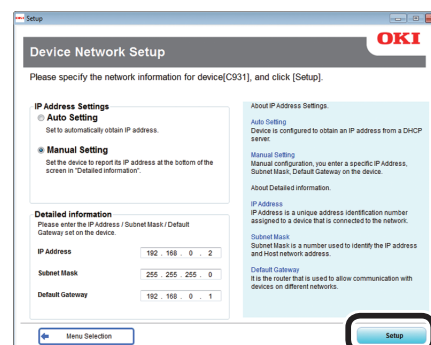 Setup
OKI
Device Network Setup
Please specify the network information for device[C931], and click [Setup].
IP Address Settings
Auto Setting
Set to automatically obtain IP address.
Manual Setting
Set the device to report its IP address at the bottom of the
screen in "Detailed information".
Detailed information
Please enter the IP Address / Subnet Mask / Default
Gateway set on the device.
IP Address
192 . 168 . 0 . 2
Subnet Mask
255 . 255 . 255 . 0
Default Gateway
192 . 168 . 0 . 1
About IP Address Settings.
Auto Setting
Device is configured to obtain an IP address from a DHCP
server.
Manual Setting
Manual configuration, you enter a specific IP Address,
Subnet Mask, Default Gateway on the device.
About Detailed information.
IP Address
IP Address is a unique address identification number
assigned to a device that is connected to the network.
Subnet Mask
Subnet Mask is a number used to identify the IP address
and Host network address.
Default Gateway
It is the router that is used to allow communication with
devices on different networks.
Menu Selection
Setup